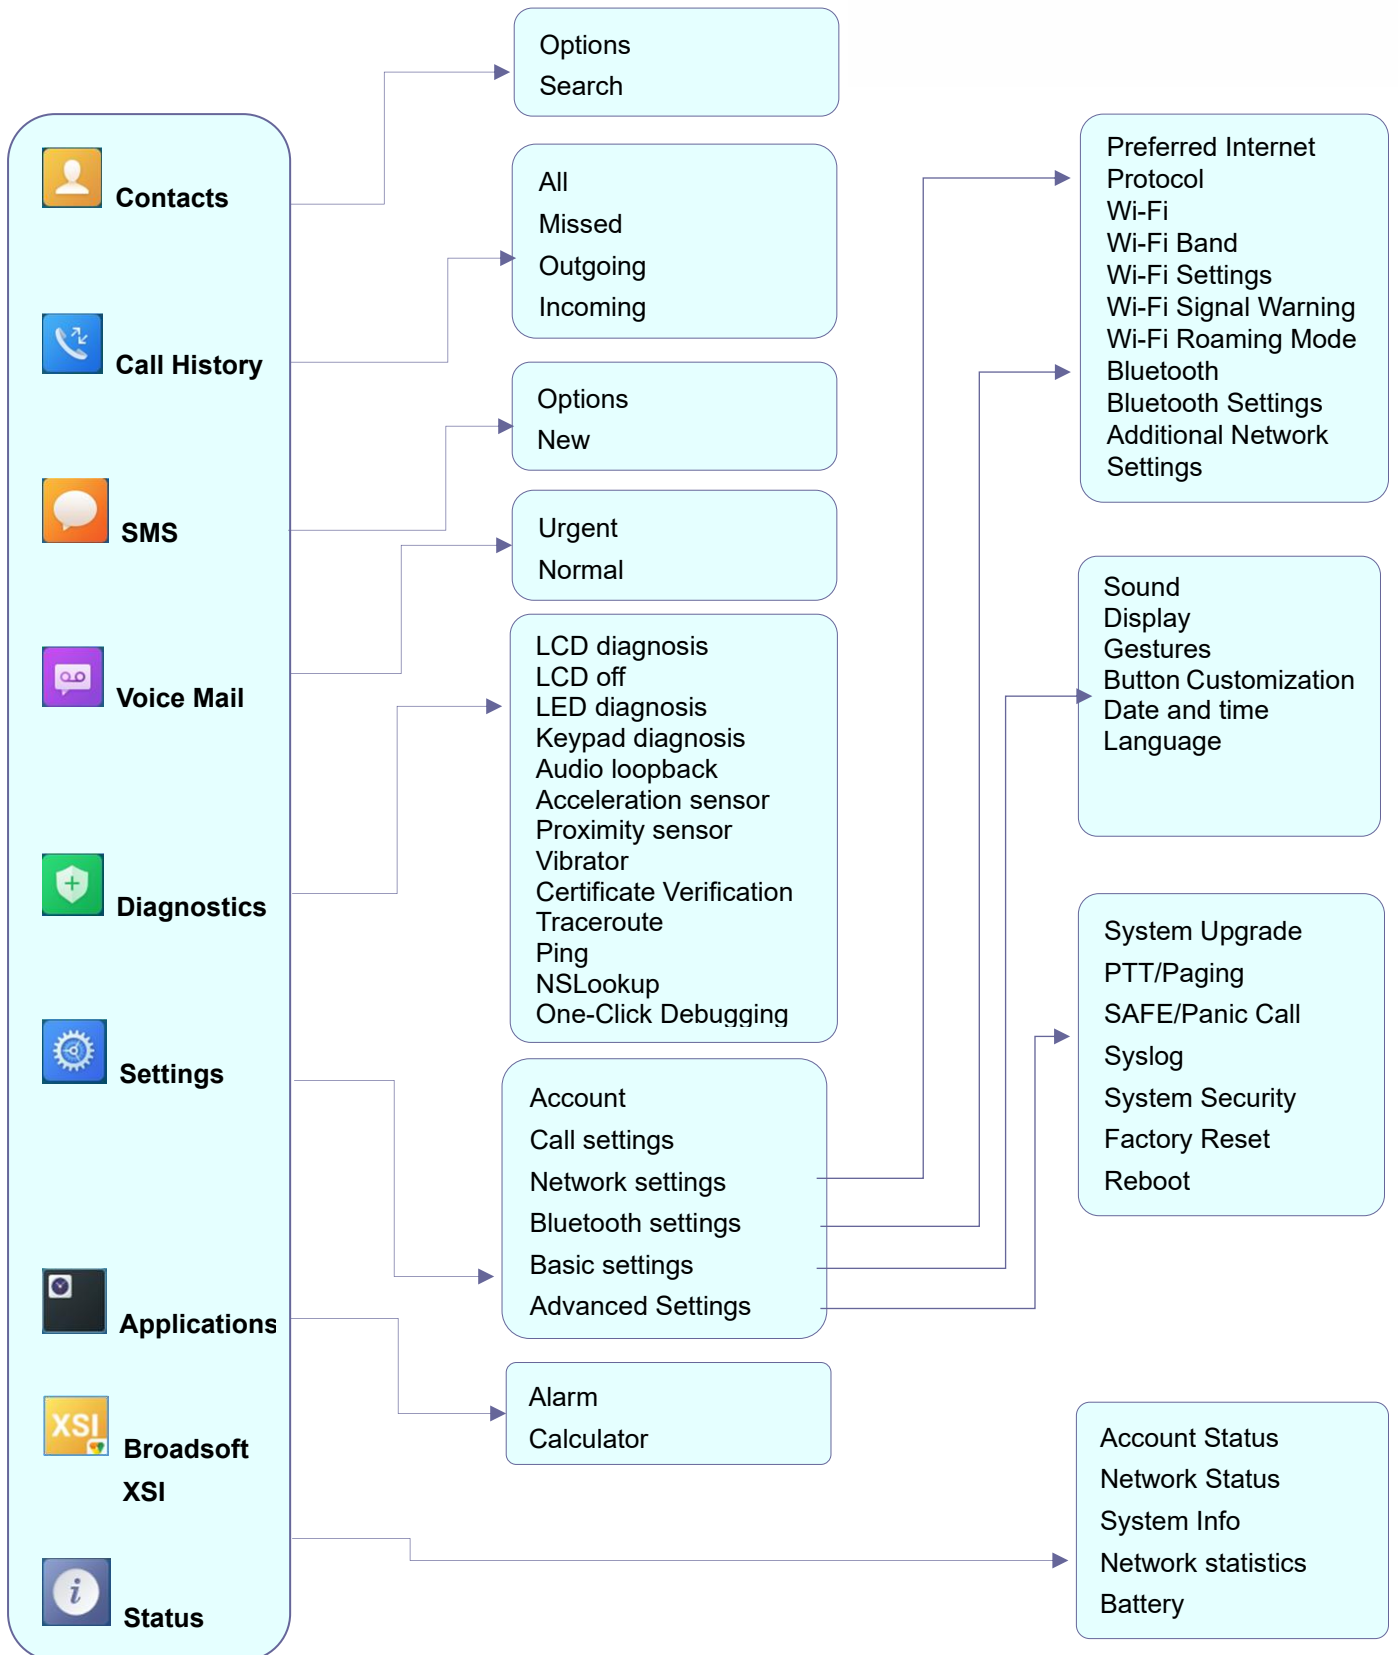 Contacts
Call History
SMS
Voice Mail
Diagnostics
Settings
Applications
XSI
Broadsoft
XSI
i
Status
Options
Search
All
Missed
Outgoing
Incoming
Options
New
Urgent
Normal
LCD diagnosis
LCD off
LED diagnosis
Keypad diagnosis
Audio loopback
Acceleration sensor
Proximity sensor
Vibrator
Certificate Verification
Traceroute
Ping
NSLookup
One-Click Debugging
Account
Call settings
Network settings
Bluetooth settings
Basic settings
Advanced Settings
Alarm
Calculator
Preferred Internet
Protocol
Wi-Fi
Wi-Fi Band
Wi-Fi Settings
Wi-Fi Signal Warning
Wi-Fi Roaming Mode
Bluetooth
Bluetooth Settings
Additional Network
Settings
Sound
Display
Gestures
Button Customization
Date and time
Language
System Upgrade
PTT/Paging
SAFE/Panic Call
Syslog
System Security
Factory Reset
Reboot
Account Status
Network Status
System Info
Network statistics
Battery